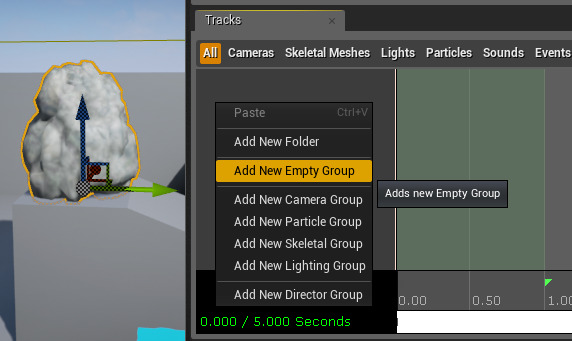 Tracks
All Cameras Skeletal Meshes Lights Particles Sounds Events
Paste Ctrl+V
Add New Folder
Add New Empty Group
Adds new Empty Group
Add New Camera Group
Add New Particle Group
Add New Skeletal Group
Add New Lighting Group
Add New Director Group
0.00 0.50 1.00
0.000 / 5.000 Seconds